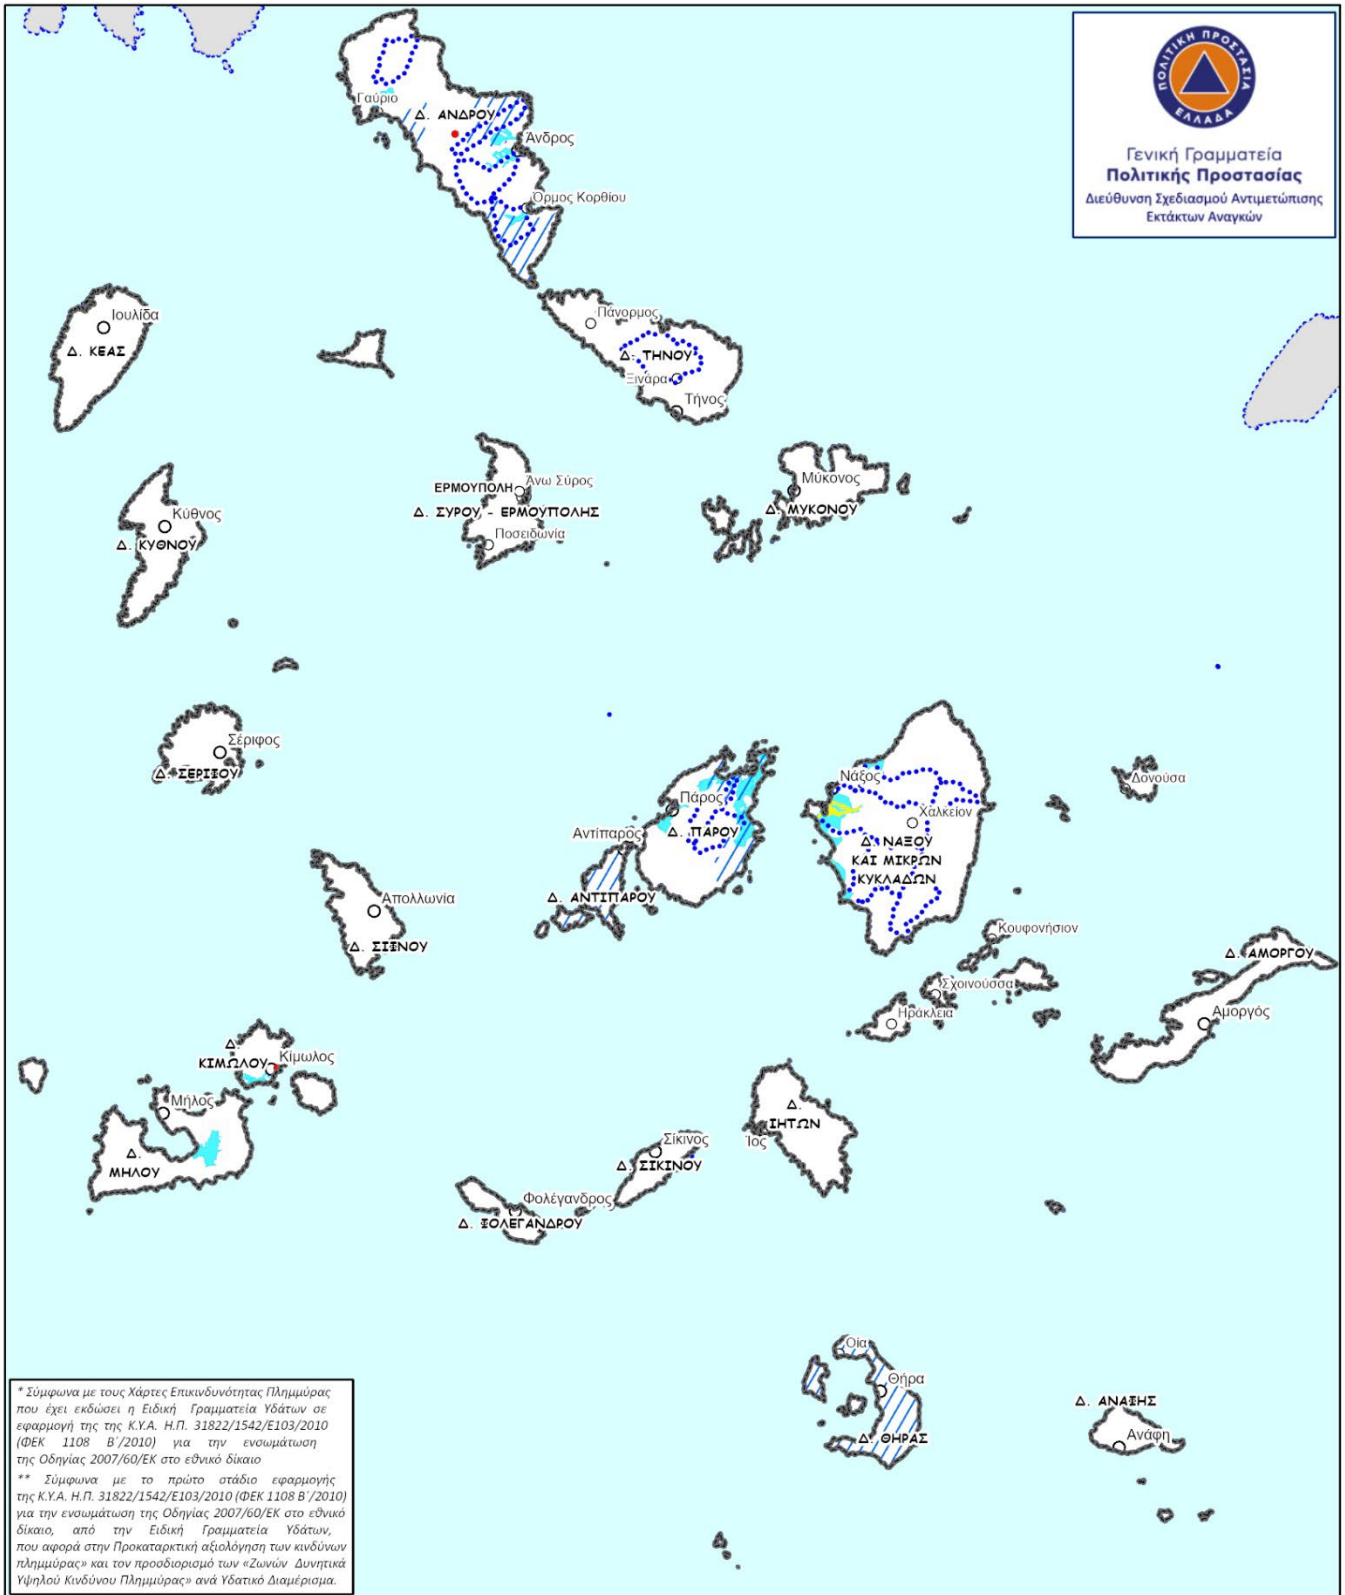 ΠΟΛΙΤΙΚΗ ΠΡΟΣΤΑΣΙΑ
ΕΛΛΑΔΑ
Γενική Γραμματεία
Πολιτικής Προστασίας
Διεύθυνση Σχεδιασμού Αντιμετώπισης
Εκτάκτων Αναγκών
Γαύριο
Δ. ΑΝΔΡΟΥ
Άνδρος
Όρμος Κορθίου
Ιουλίδα
Δ. ΚΕΑΣ
Πάνορμος
Δ. ΤΗΝΟΥ
Ξινάρα
Τήνος
Κύθνος
Δ. ΚΥΘΝΟΥ
ΕΡΜΟΥΠΟΛΗ
Άνω Σύρος
Δ. ΣΥΡΟΥ - ΕΡΜΟΥΠΟΛΗΣ
Ποσειδωνία
Μύκονος
Δ. ΜΥΚΟΝΟΥ
Σέριφος
Δ. ΣΕΡΙΦΟΥ
Πάρος
Δ. ΠΑΡΟΥ
Αντίπαρος
Δ. ΑΝΤΙΠΑΡΟΥ
Νάξος
Χαλκείον
Δ. ΝΑΞΟΥ
ΚΑΙ ΜΙΚΡΩΝ
ΚΥΚΛΑΔΩΝ
Δονούσα
Απολλωνία
Δ. ΣΙΦΝΟΥ
Κουφονήσιον
Σχοινούσσα
Ηράκλεια
Δ. ΑΜΟΡΓΟΥ
Αμοργός
Δ.
ΚΙΜΩΛΟΥ
Κίμωλος
Μήλος
Δ.
ΜΗΛΟΥ
Δ.
ΙΗΤΩΝ
Ίος
Σίκινος
Δ. ΣΙΚΙΝΟΥ
Φολέγανδρος
Δ. ΦΟΛΕΓΑΝΔΡΟΥ
Οία
Θήρα
Δ. ΘΗΡΑΣ
Δ. ΑΝΑΦΗΣ
Ανάφη
* Σύμφωνα με τους Χάρτες Επικινδυνότητας Πλημμύρας
που έχει εκδώσει η Ειδική Γραμματεία Υδάτων σε
εφαρμογή της της Κ.Υ.Α. Η.Π. 31822/1542/Ε103/2010
(ΦΕΚ 1108 Β΄/2010) για την ενσωμάτωση
της Οδηγίας 2007/60/ΕΚ στο εθνικό δίκαιο
** Σύμφωνα με το πρώτο στάδιο εφαρμογής
της Κ.Υ.Α. Η.Π. 31822/1542/Ε103/2010 (ΦΕΚ 1108 Β΄/2010)
για την ενσωμάτωση της Οδηγίας 2007/60/ΕΚ στο εθνικό
δίκαιο, από την Ειδική Γραμματεία Υδάτων,
που αφορά στην Προκαταρκτική αξιολόγηση των κινδύνων
πλημμύρας» και τον προσδιορισμό των «Ζωνών Δυνητικά
Υψηλού Κινδύνου Πλημμύρας» ανά Υδατικό Διαμέρισμα.